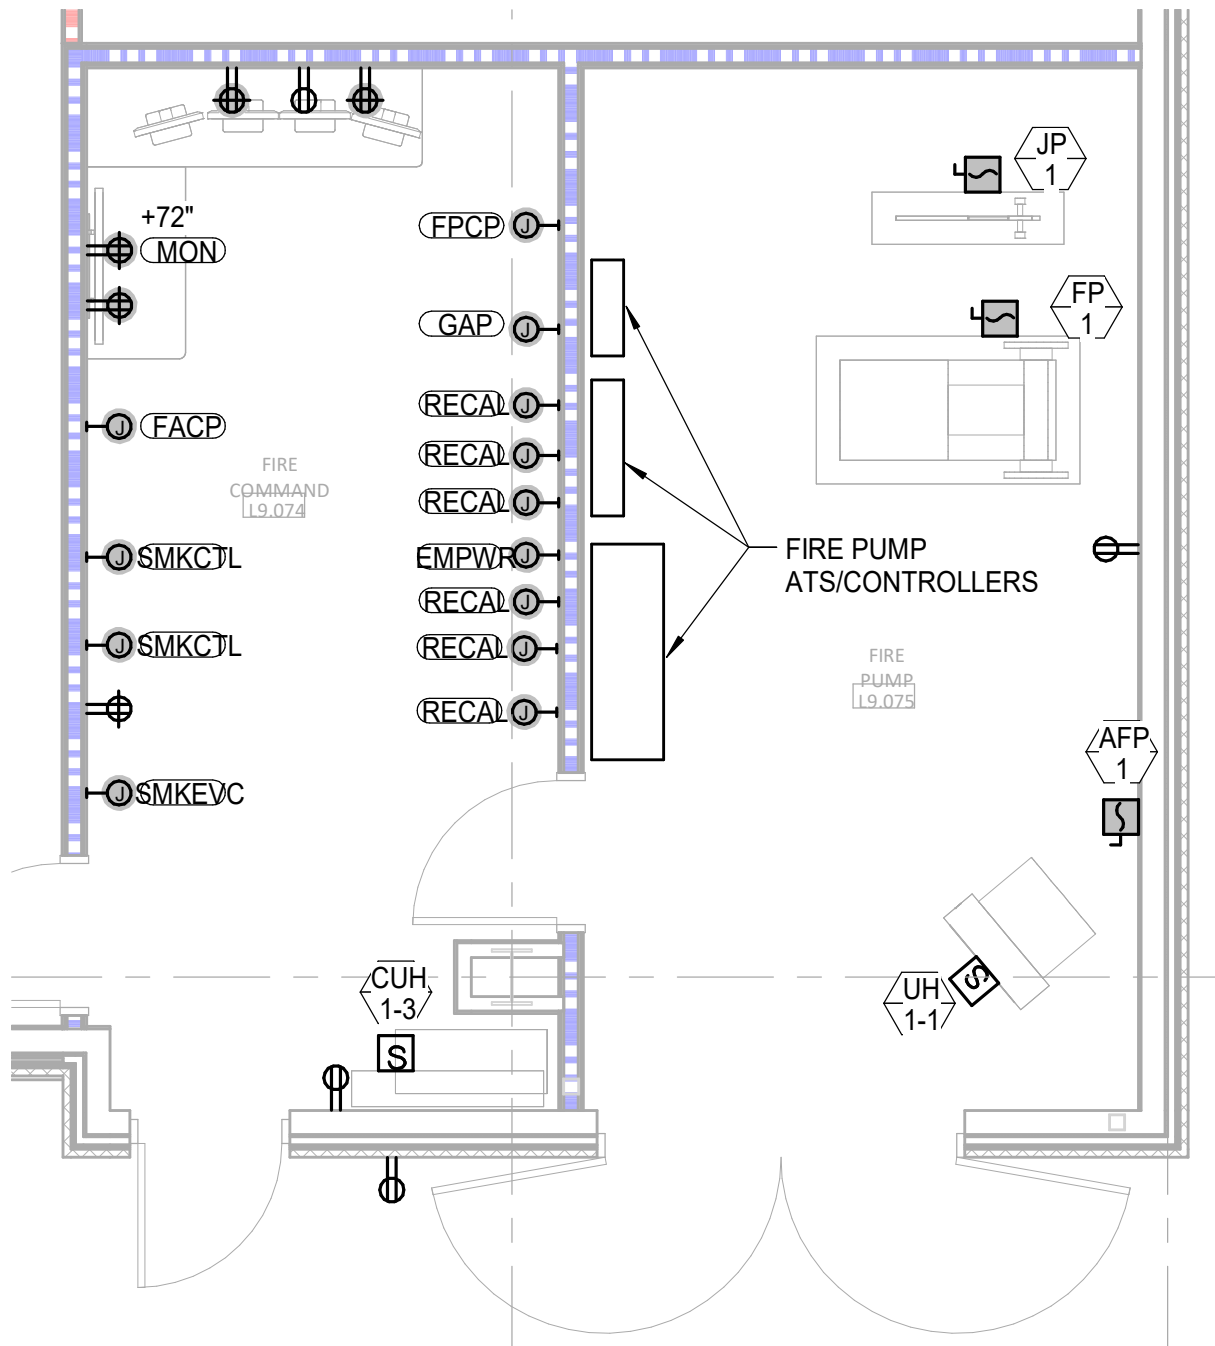 JP
1
+72"
MON
FPCP J
FP
1
GAP J
RECAL J
J FACP
RECAL J
FIRE
COMMAND
L9.074
RECAL J
J SMKCTL
EMPWR J
FIRE PUMP
ATS/CONTROLLERS
RECAL J
J SMKCTL
RECAL J
FIRE
PUMP
L9.075
RECAL J
AFP
1
J SMKEVC
CUH
1-3
S
UH
1-1
S